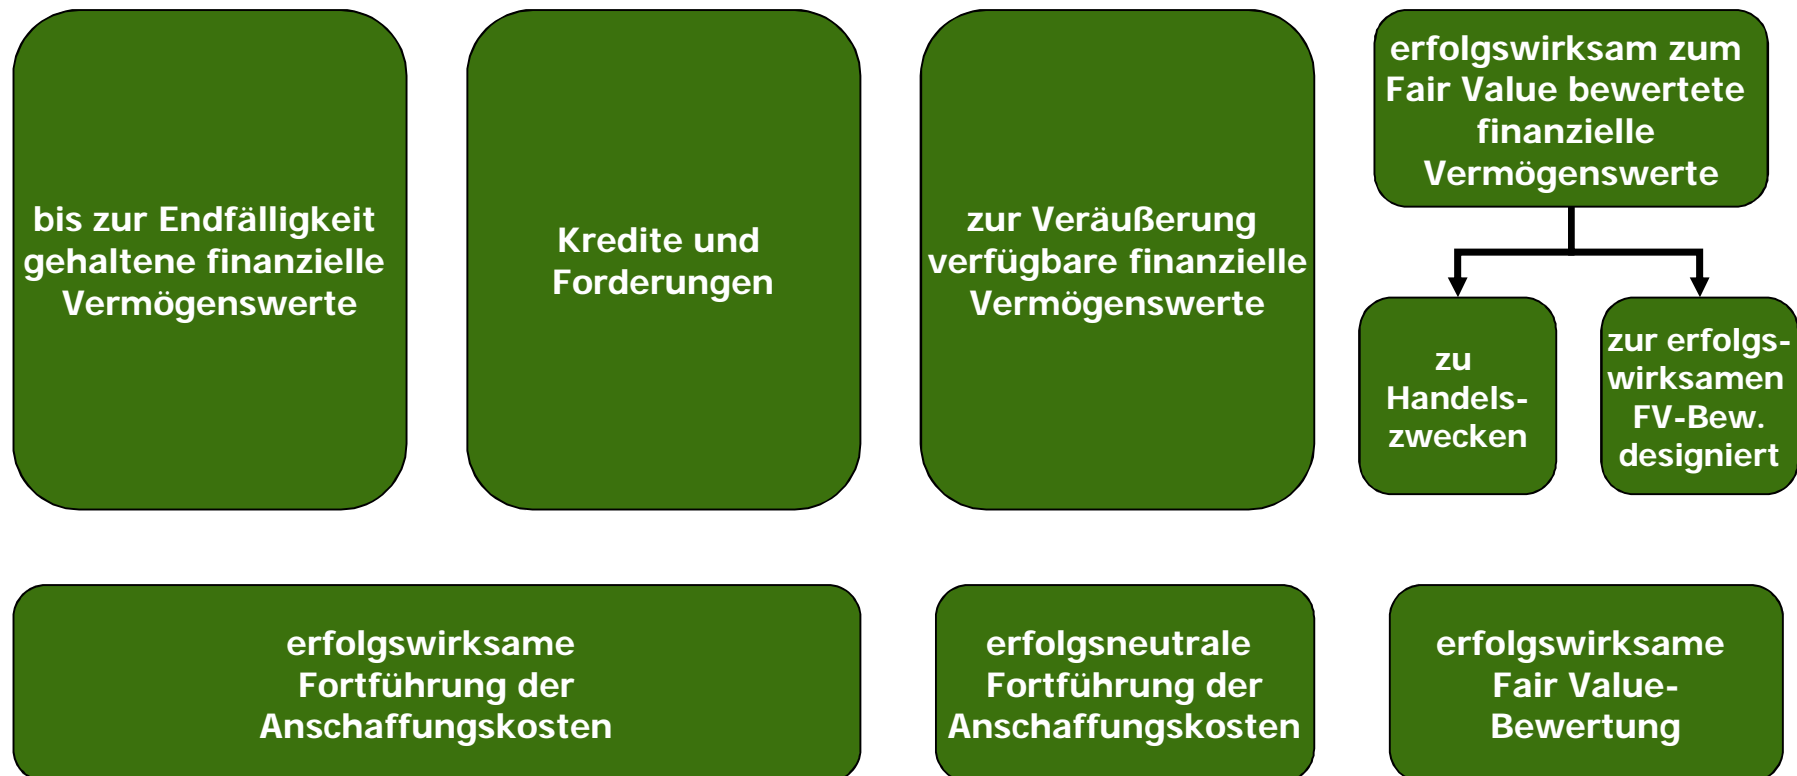 bis zur Endfälligkeit
gehaltene finanzielle
Vermögenswerte
Kredite und
Forderungen
zur Veräußerung
verfügbare finanzielle
Vermögenswerte
erfolgswirksam zum
Fair Value bewertete
finanzielle
Vermögenswerte
zu
Handels-
zwecken
zur erfolgs-
wirksamen
FV-Bew.
designiert
erfolgswirksame
Fortführung der
Anschaffungskosten
erfolgsneutrale
Fortführung der
Anschaffungskosten
erfolgswirksame
Fair Value-
Bewertung